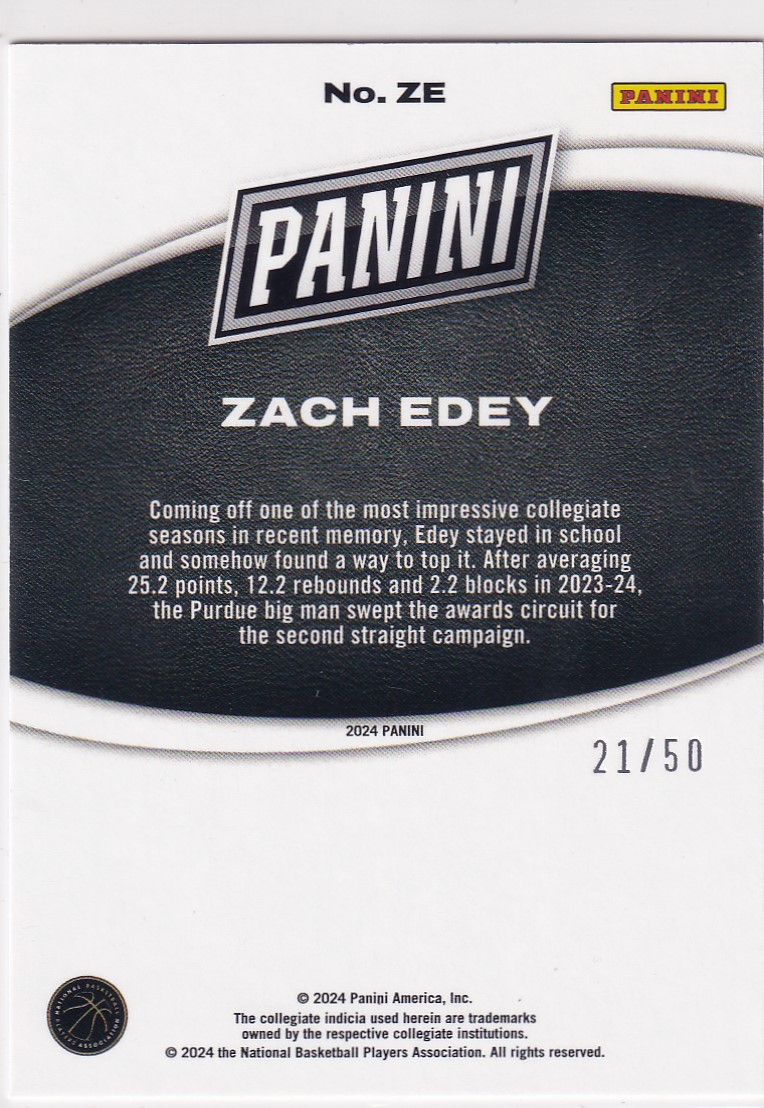 No. ZE
PANINI
PANINI
ZACH EDEY
Coming off one of the most impressive collegiate
seasons in recent memory, Edey stayed in school
and somehow found a way to top it. After averaging
25.2 points, 12.2 rebounds and 2.2 blocks in 2023-24,
the Purdue big man swept the awards circuit for
the second straight campaign.
2024 PANINI
21/50
NATIONAL BASKETBALL
PLAYERS ASSOCIATION
© 2024 Panini America, Inc.
The collegiate indicia used herein are trademarks
owned by the respective collegiate institutions.
© 2024 the National Basketball Players Association. All rights reserved.